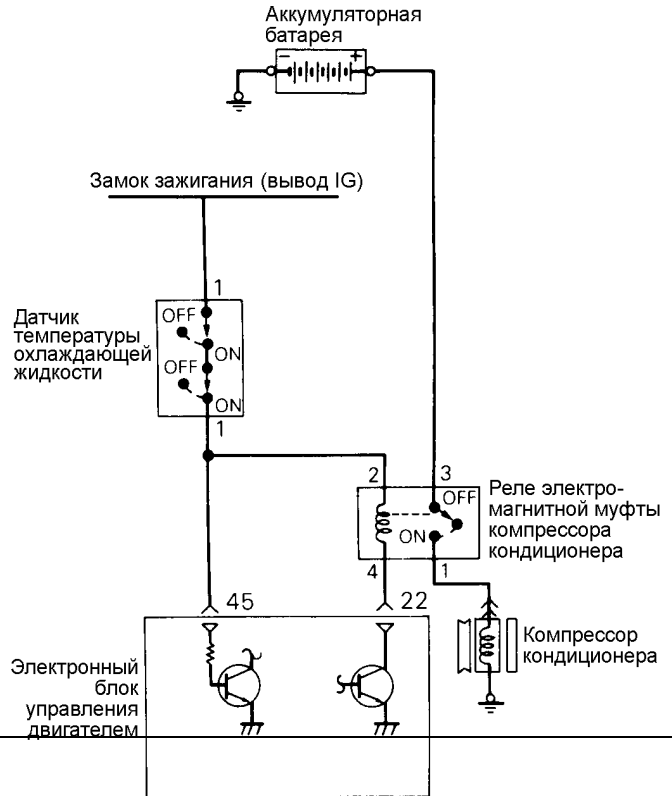 Аккумуляторная
батарея
− +
Замок зажигания (вывод IG)
1
OFF
ON
OFF
ON
1
Датчик
температуры
охлаждающей
жидкости
2 3
OFF
ON
4 1
Реле электро-
магнитной муфты
компрессора
кондиционера
45 22
Компрессор
кондиционера
Электронный
блок
управления
двигателем